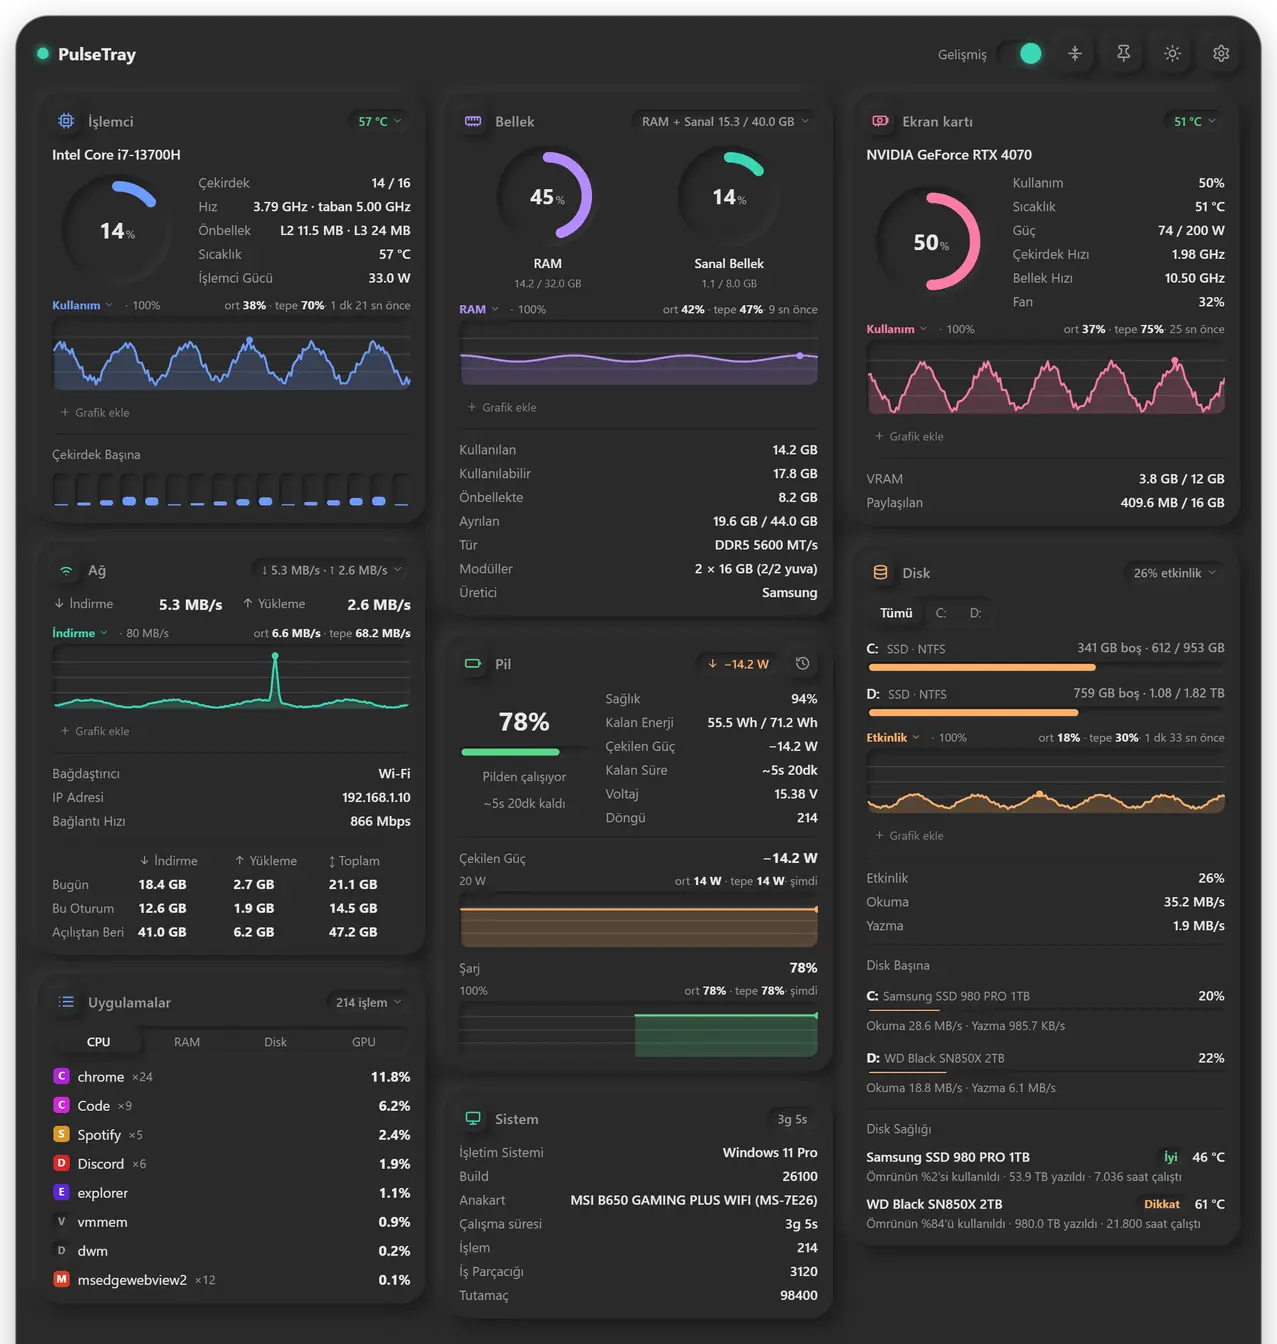 PulseTray
Gelişmiş
İşlemci
57 °C
Intel Core i7-13700H
14%
Çekirdek 14 / 16
Hız 3.79 GHz · taban 5.00 GHz
Önbellek L2 11.5 MB · L3 24 MB
Sıcaklık 57 °C
İşlemci Gücü 33.0 W
Kullanım · 100% ort 38% · tepe 70% · 1 dk 21 sn önce
+ Grafik ekle
Çekirdek Başına
Ağ
↓ 5.3 MB/s · ↑ 2.6 MB/s
↓ İndirme 5.3 MB/s ↑ Yükleme 2.6 MB/s
İndirme · 80 MB/s ort 6.6 MB/s · tepe 68.2 MB/s
+ Grafik ekle
Bağdaştırıcı Wi-Fi
IP Adresi 192.168.1.10
Bağlantı Hızı 866 Mbps
↓ İndirme ↑ Yükleme ↕ Toplam
Bugün 18.4 GB 2.7 GB 21.1 GB
Bu Oturum 12.6 GB 1.9 GB 14.5 GB
Açılıştan Beri 41.0 GB 6.2 GB 47.2 GB
Uygulamalar
214 işlem
CPU RAM Disk GPU
C chrome ×24 11.8%
C Code ×9 6.2%
S Spotify ×5 2.4%
D Discord ×6 1.9%
E explorer 1.1%
V vmmem 0.9%
D dwm 0.2%
M msedgewebview2 ×12 0.1%
Bellek
RAM + Sanal 15.3 / 40.0 GB
45% 14%
RAM Sanal Bellek
14.2 / 32.0 GB 1.1 / 8.0 GB
RAM · 100% ort 42% · tepe 47% · 9 sn önce
+ Grafik ekle
Kullanılan 14.2 GB
Kullanılabilir 17.8 GB
Önbellekte 8.2 GB
Ayrılan 19.6 GB / 44.0 GB
Tür DDR5 5600 MT/s
Modüller 2 × 16 GB (2/2 yuva)
Üretici Samsung
Pil
↓ −14.2 W
78%
Pilden çalışıyor
~5s 20dk kaldı
Sağlık 94%
Kalan Enerji 55.5 Wh / 71.2 Wh
Çekilen Güç −14.2 W
Kalan Süre ~5s 20dk
Voltaj 15.38 V
Döngü 214
Çekilen Güç −14.2 W
20 W ort 14 W · tepe 14 W · şimdi
Şarj 78%
100% ort 78% · tepe 78% · şimdi
Sistem
3g 5s
İşletim Sistemi Windows 11 Pro
Build 26100
Anakart MSI B650 GAMING PLUS WIFI (MS-7E26)
Çalışma süresi 3g 5s
İşlem 214
İş Parçacığı 3120
Tutamaç 98400
Ekran kartı
51 °C
NVIDIA GeForce RTX 4070
50%
Kullanım 50%
Sıcaklık 51 °C
Güç 74 / 200 W
Çekirdek Hızı 1.98 GHz
Bellek Hızı 10.50 GHz
Fan 32%
Kullanım · 100% ort 37% · tepe 75% · 25 sn önce
+ Grafik ekle
VRAM 3.8 GB / 12 GB
Paylaşılan 409.6 MB / 16 GB
Disk
26% etkinlik
Tümü C: D:
C: SSD · NTFS 341 GB boş · 612 / 953 GB
D: SSD · NTFS 759 GB boş · 1.08 / 1.82 TB
Etkinlik · 100% ort 18% · tepe 30% · 1 dk 33 sn önce
+ Grafik ekle
Etkinlik 26%
Okuma 35.2 MB/s
Yazma 1.9 MB/s
Disk Başına
C: Samsung SSD 980 PRO 1TB 20%
Okuma 28.6 MB/s · Yazma 985.7 KB/s
D: WD Black SN850X 2TB 22%
Okuma 18.8 MB/s · Yazma 6.1 MB/s
Disk Sağlığı
Samsung SSD 980 PRO 1TB İyi 46 °C
Ömrünün %2'si kullanıldı · 53.9 TB yazıldı · 7.036 saat çalıştı
WD Black SN850X 2TB Dikkat 61 °C
Ömrünün %84'ü kullanıldı · 980.0 TB yazıldı · 21.800 saat çalıştı